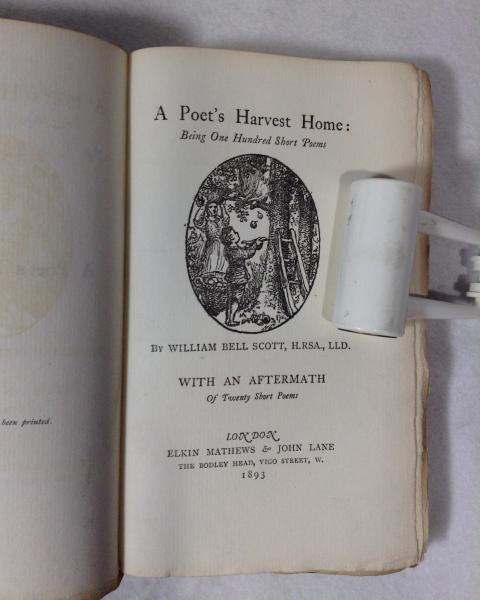 A Poet's Harvest Home:
Being One Hundred Short Poems
By WILLIAM BELL SCOTT, H.RSA., LLD.
WITH AN AFTERMATH
Of Twenty Short Poems
LONDON
ELKIN MATHEWS & JOHN LANE
THE BODLEY HEAD, VIGO STREET, W.
1893
been printed.